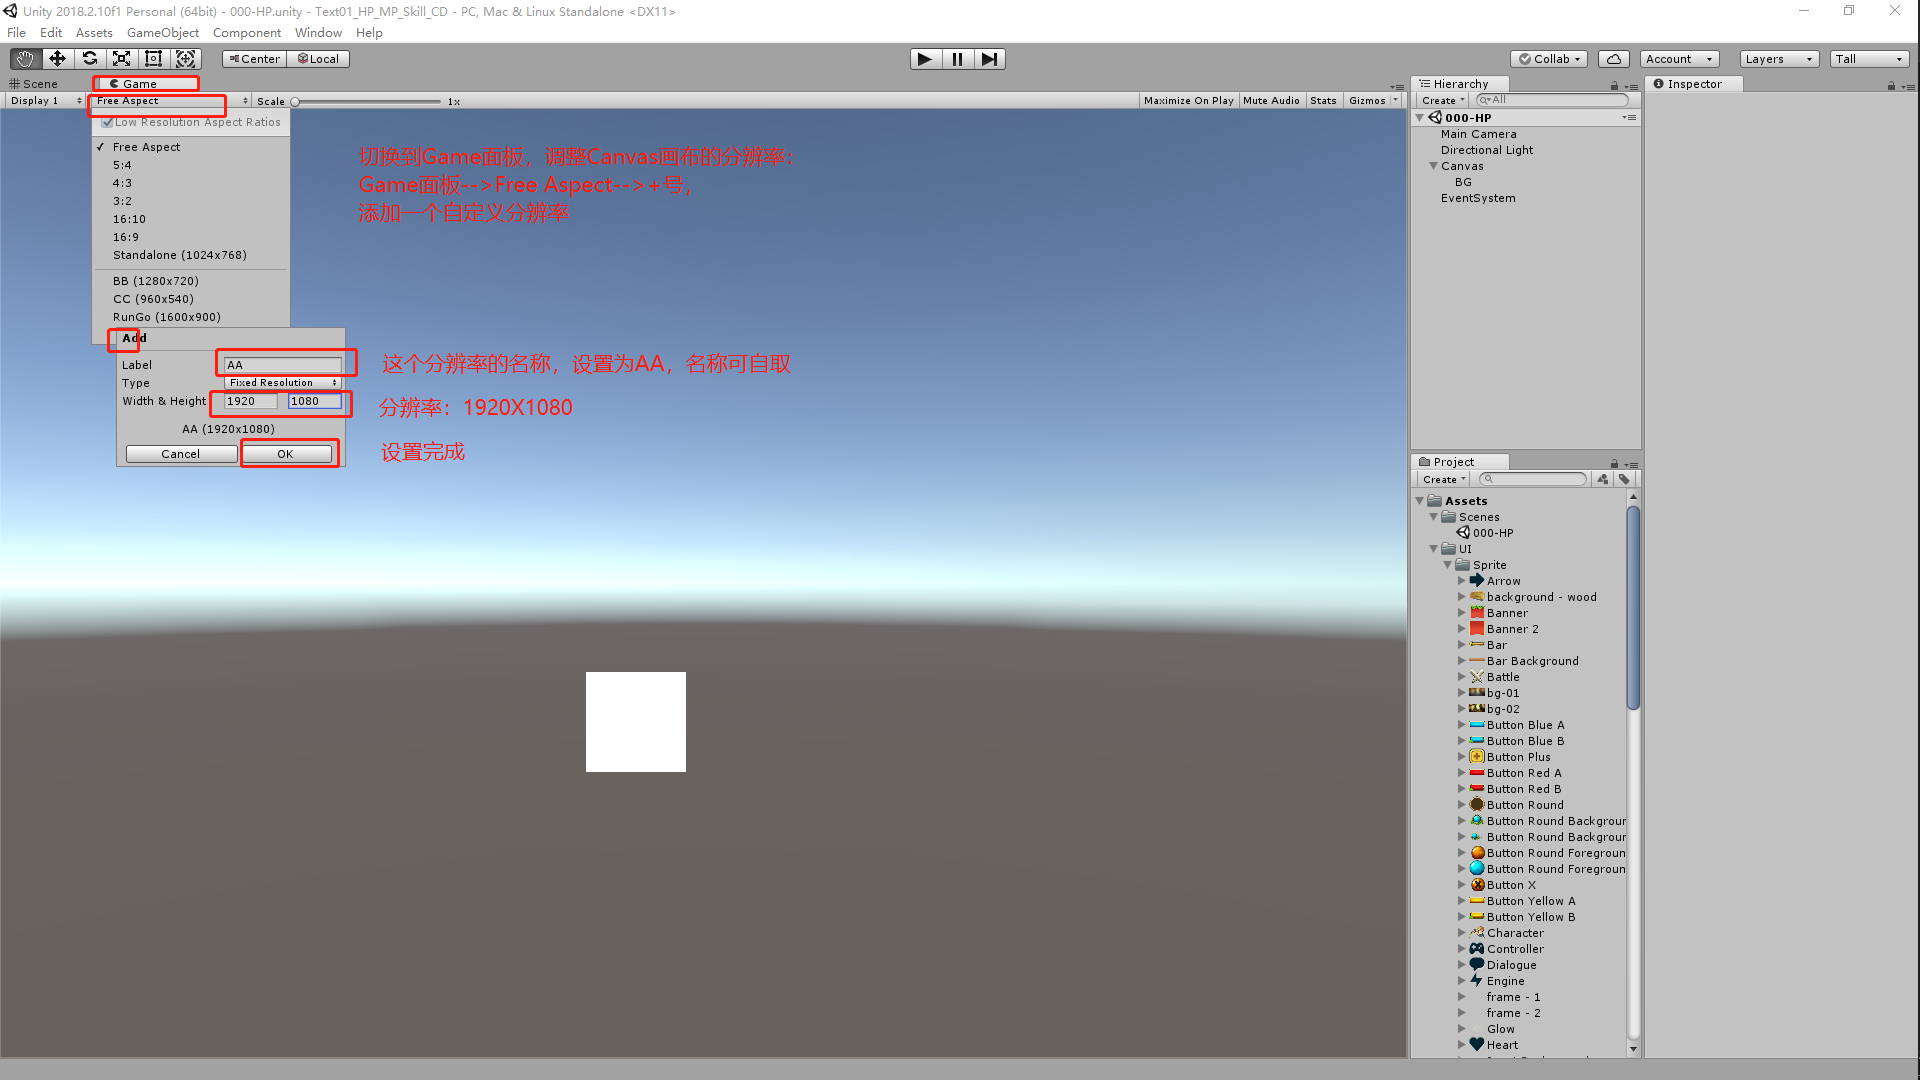 Unity 2018.2.10f1 Personal (64bit) - 000-HP.unity - Text01_HP_MP_Skill_CD - PC, Mac & Linux Standalone <DX11>
File Edit Assets GameObject Component Window Help
Center Local Collab Account Layers Tall
Scene Game
Display 1 Free Aspect Scale 1x Maximize On Play Mute Audio Stats Gizmos
Low Resolution Aspect Ratios
Free Aspect
5:4
4:3
3:2
16:10
16:9
Standalone (1024x768)
BB (1280x720)
CC (960x540)
RunGo (1600x900)
切换到Game面板，调整Canvas画布的分辨率：
Game面板-->Free Aspect-->+号，
添加一个自定义分辨率
Add
Label AA
Type Fixed Resolution
Width & Height 1920 1080
AA (1920x1080)
Cancel OK
这个分辨率的名称，设置为AA，名称可自取
分辨率：1920X1080
设置完成
Hierarchy
Create All
000-HP
Main Camera
Directional Light
Canvas
BG
EventSystem
Inspector
Project
Create
Assets
Scenes
000-HP
UI
Sprite
Arrow
background - wood
Banner
Banner 2
Bar
Bar Background
Battle
bg-01
bg-02
Button Blue A
Button Blue B
Button Plus
Button Red A
Button Red B
Button Round
Button Round Backgroun
Button Round Backgroun
Button Round Foregroun
Button Round Foregroun
Button X
Button Yellow A
Button Yellow B
Character
Controller
Dialogue
Engine
frame - 1
frame - 2
Glow
Heart